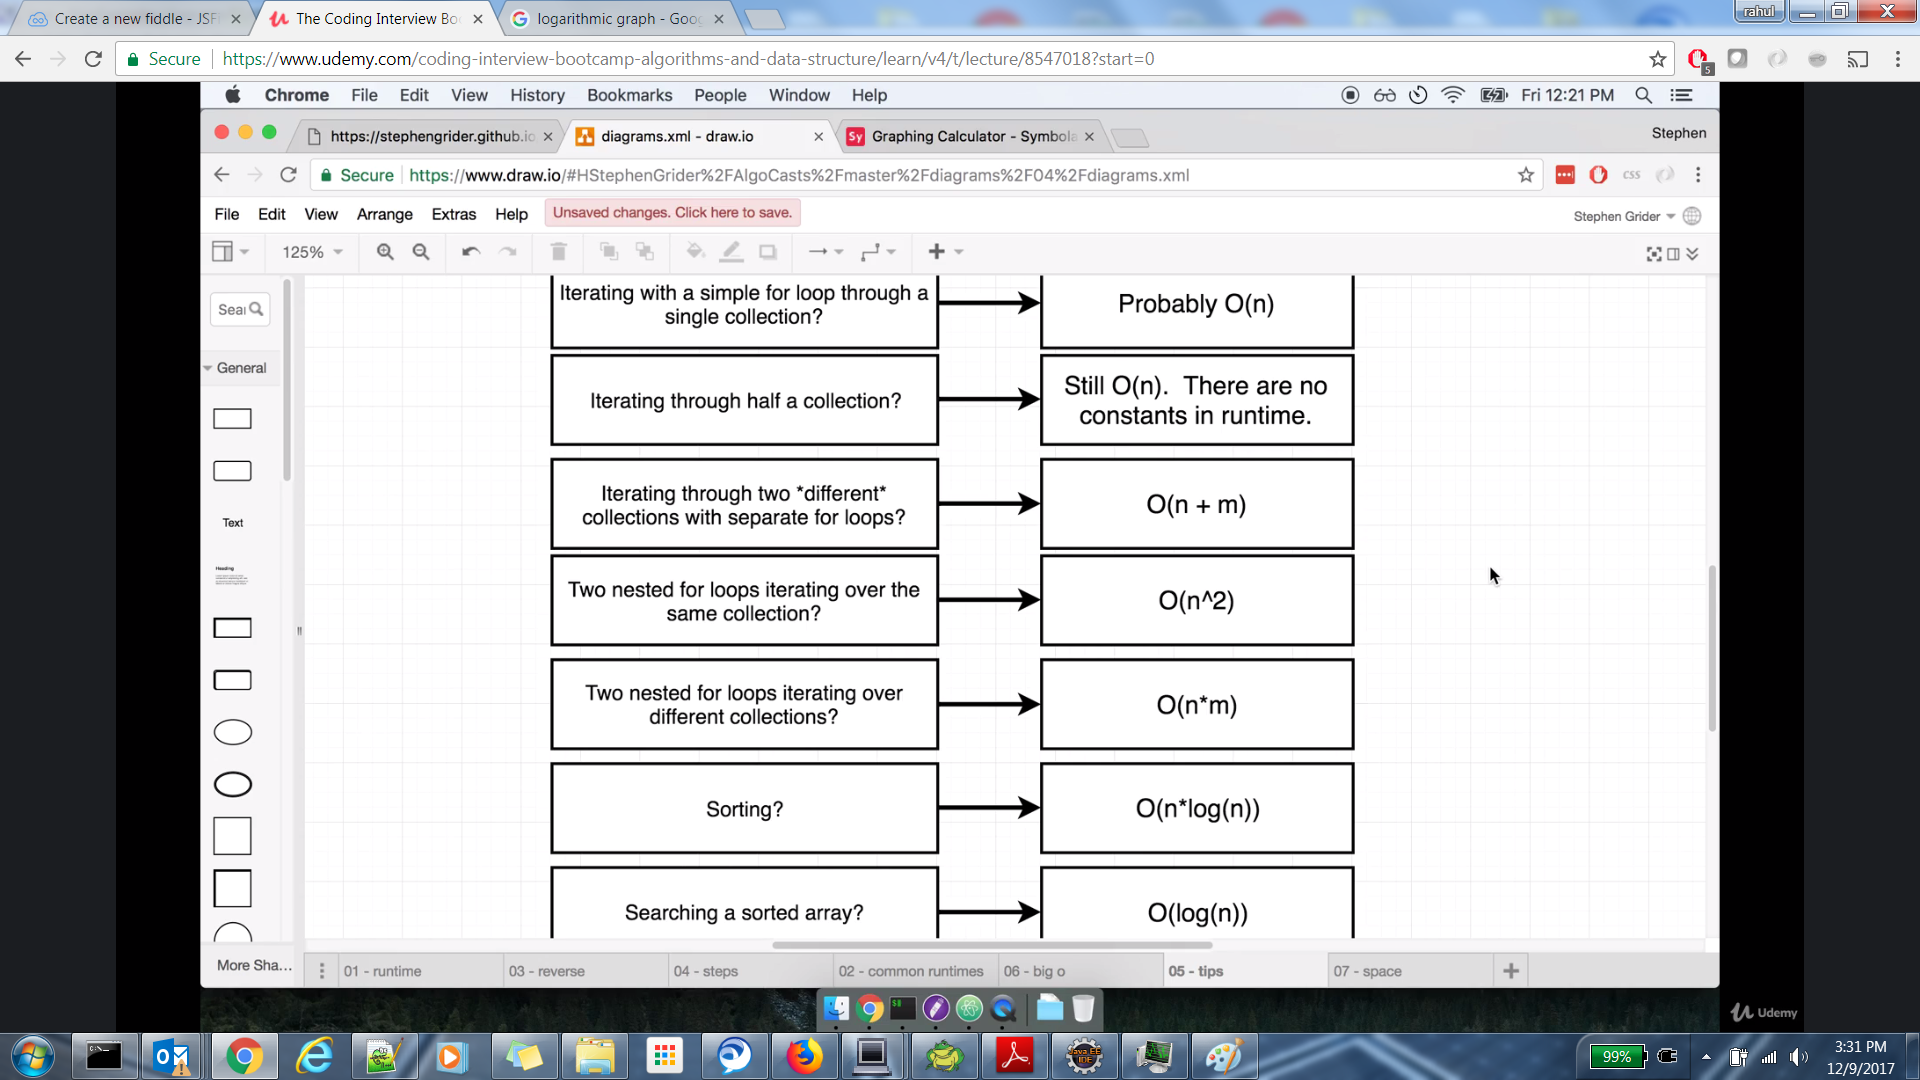 Create a new fiddle - JSF
The Coding Interview Bo
logarithmic graph - Goo
rahul
Secure
https://www.udemy.com/coding-interview-bootcamp-algorithms-and-data-structure/learn/v4/t/lecture/8547018?start=0
5
Chrome File Edit View History Bookmarks People Window Help
Fri 12:21 PM
https://stephengrider.github.io
diagrams.xml - draw.io
Sy
Graphing Calculator - Symbola
Stephen
Secure
https://www.draw.io/#HStephenGrider%2FAlgoCasts%2Fmaster%2Fdiagrams%2F04%2Fdiagrams.xml
css
File Edit View Arrange Extras Help
Unsaved changes. Click here to save.
Stephen Grider
125%
Sear
General
Text
Heading
More Sha...
Iterating with a simple for loop through a
single collection?
Probably O(n)
Iterating through half a collection?
Still O(n). There are no
constants in runtime.
Iterating through two *different*
collections with separate for loops?
O(n + m)
Two nested for loops iterating over the
same collection?
O(n^2)
Two nested for loops iterating over
different collections?
O(n*m)
Sorting?
O(n*log(n))
Searching a sorted array?
O(log(n))
01 - runtime
03 - reverse
04 - steps
02 - common runtimes
06 - big o
05 - tips
07 - space
Udemy
Java EE
IDE
99%
3:31 PM
12/9/2017